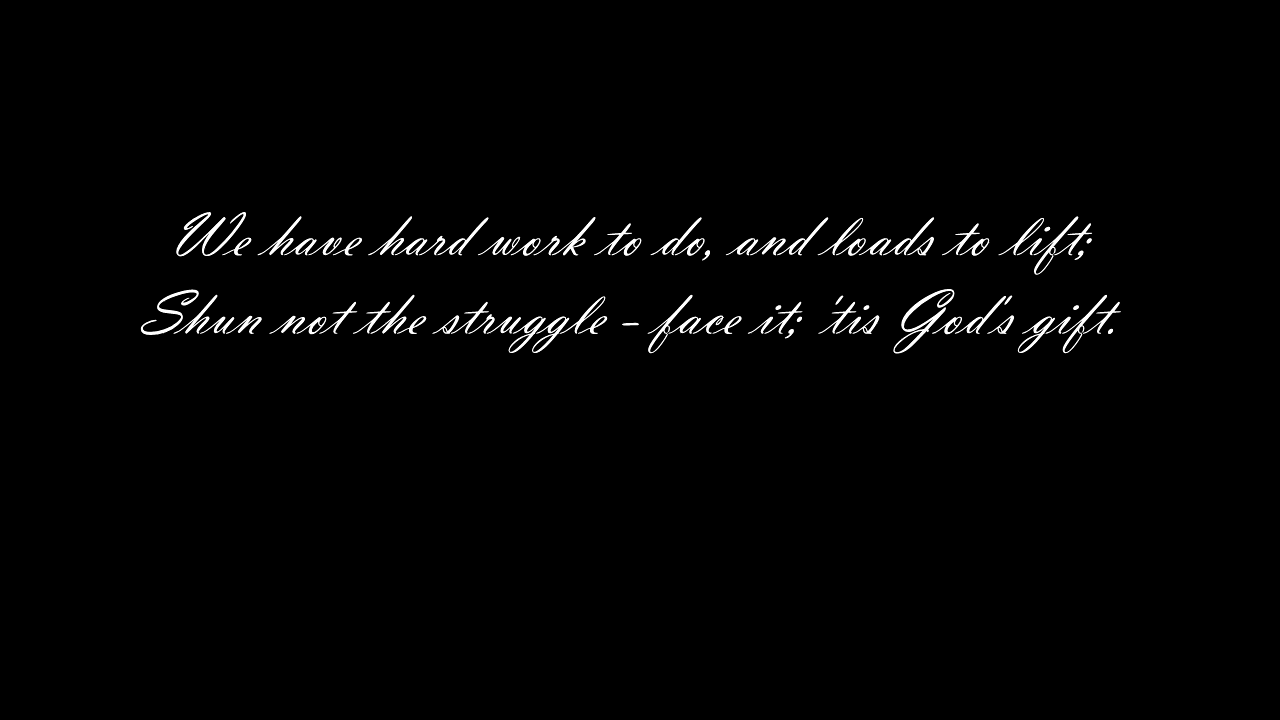 We have hard work to do, and loads to lift;
Shun not the struggle - face it; 'tis God's gift.